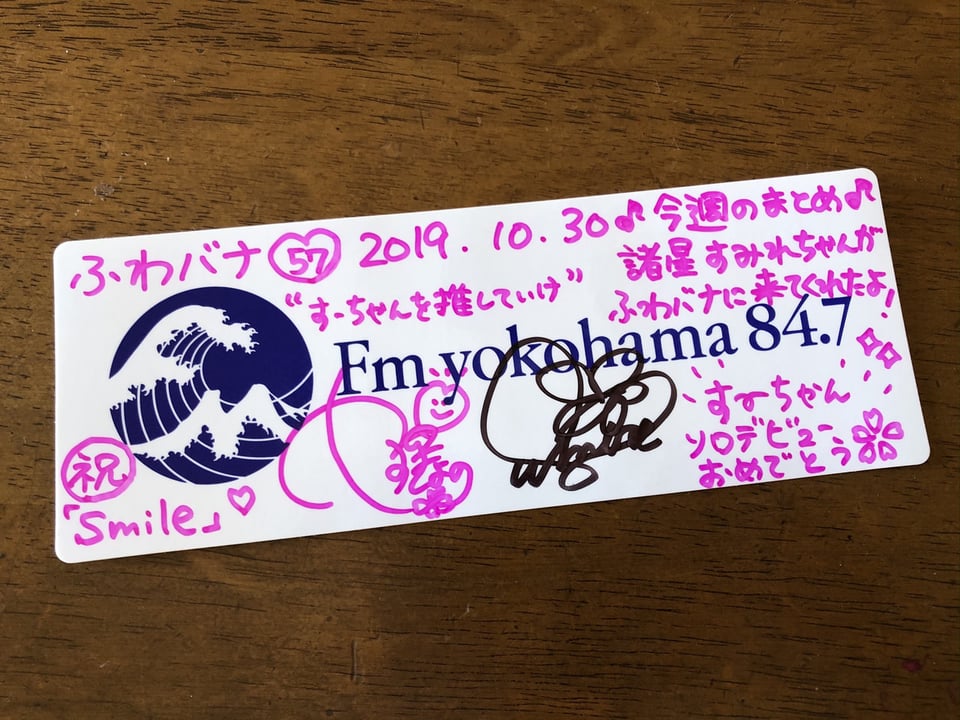 ふわバナ 57 2019.10.30♪
今週のまとめ♪
諸星すみれちゃんが
ふわバナに来てくれたよ!
"すーちゃんを推していけ"
Fm yokohama 84.7
すーちゃん
ソロデビュー
おめでとう
祝
「Smile」♡